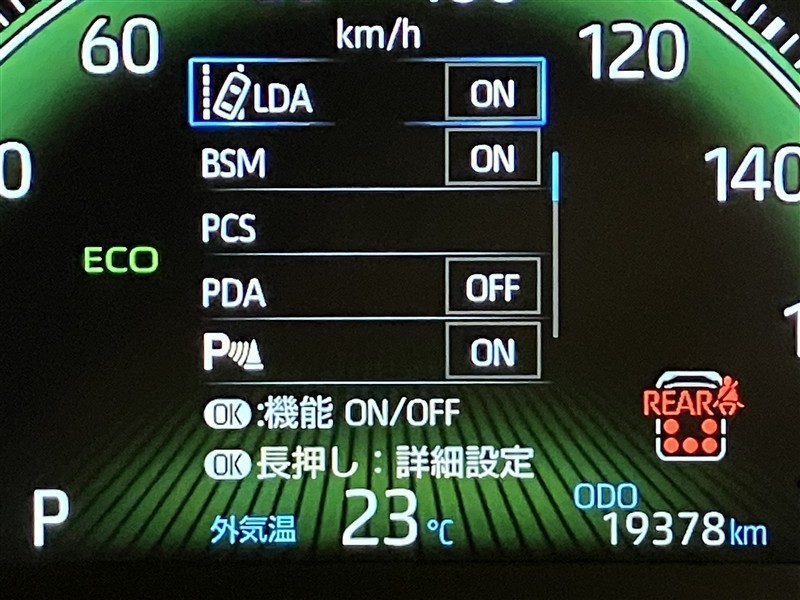 km/h
60
120
LDA ON
BSM ON
140
PCS
ECO
PDA OFF
P ON
OK:機能 ON/OFF
REAR
OK長押し:詳細設定
P
外気温 23℃
ODO
19378km